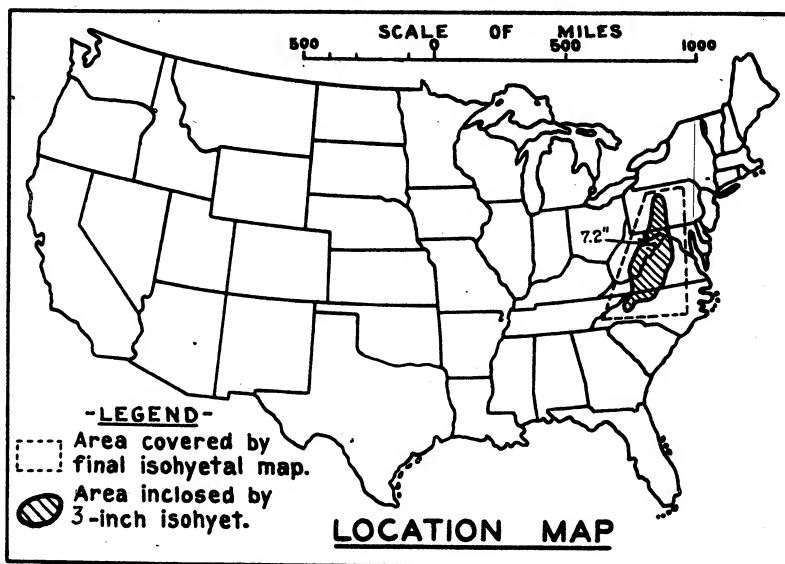 SCALE OF MILES
500 0 500 1000
7.2"
-LEGEND-
Area covered by
final isohyetal map.
Area inclosed by
3-inch isohyet.
LOCATION MAP